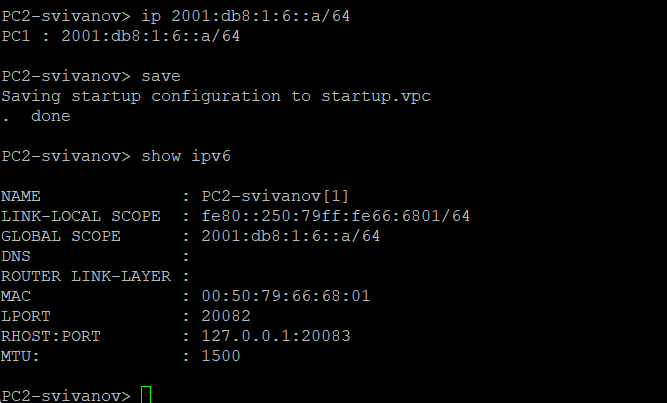 PC2-svivanov> ip 2001:db8:1:6::a/64
PC1 : 2001:db8:1:6::a/64
PC2-svivanov> save
Saving startup configuration to startup.vpc
.  done
PC2-svivanov> show ipv6
NAME              : PC2-svivanov[1]
LINK-LOCAL SCOPE  : fe80::250:79ff:fe66:6801/64
GLOBAL SCOPE      : 2001:db8:1:6::a/64
DNS               :
ROUTER LINK-LAYER :
MAC               : 00:50:79:66:68:01
LPORT             : 20082
RHOST:PORT        : 127.0.0.1:20083
MTU:              : 1500
PC2-svivanov>